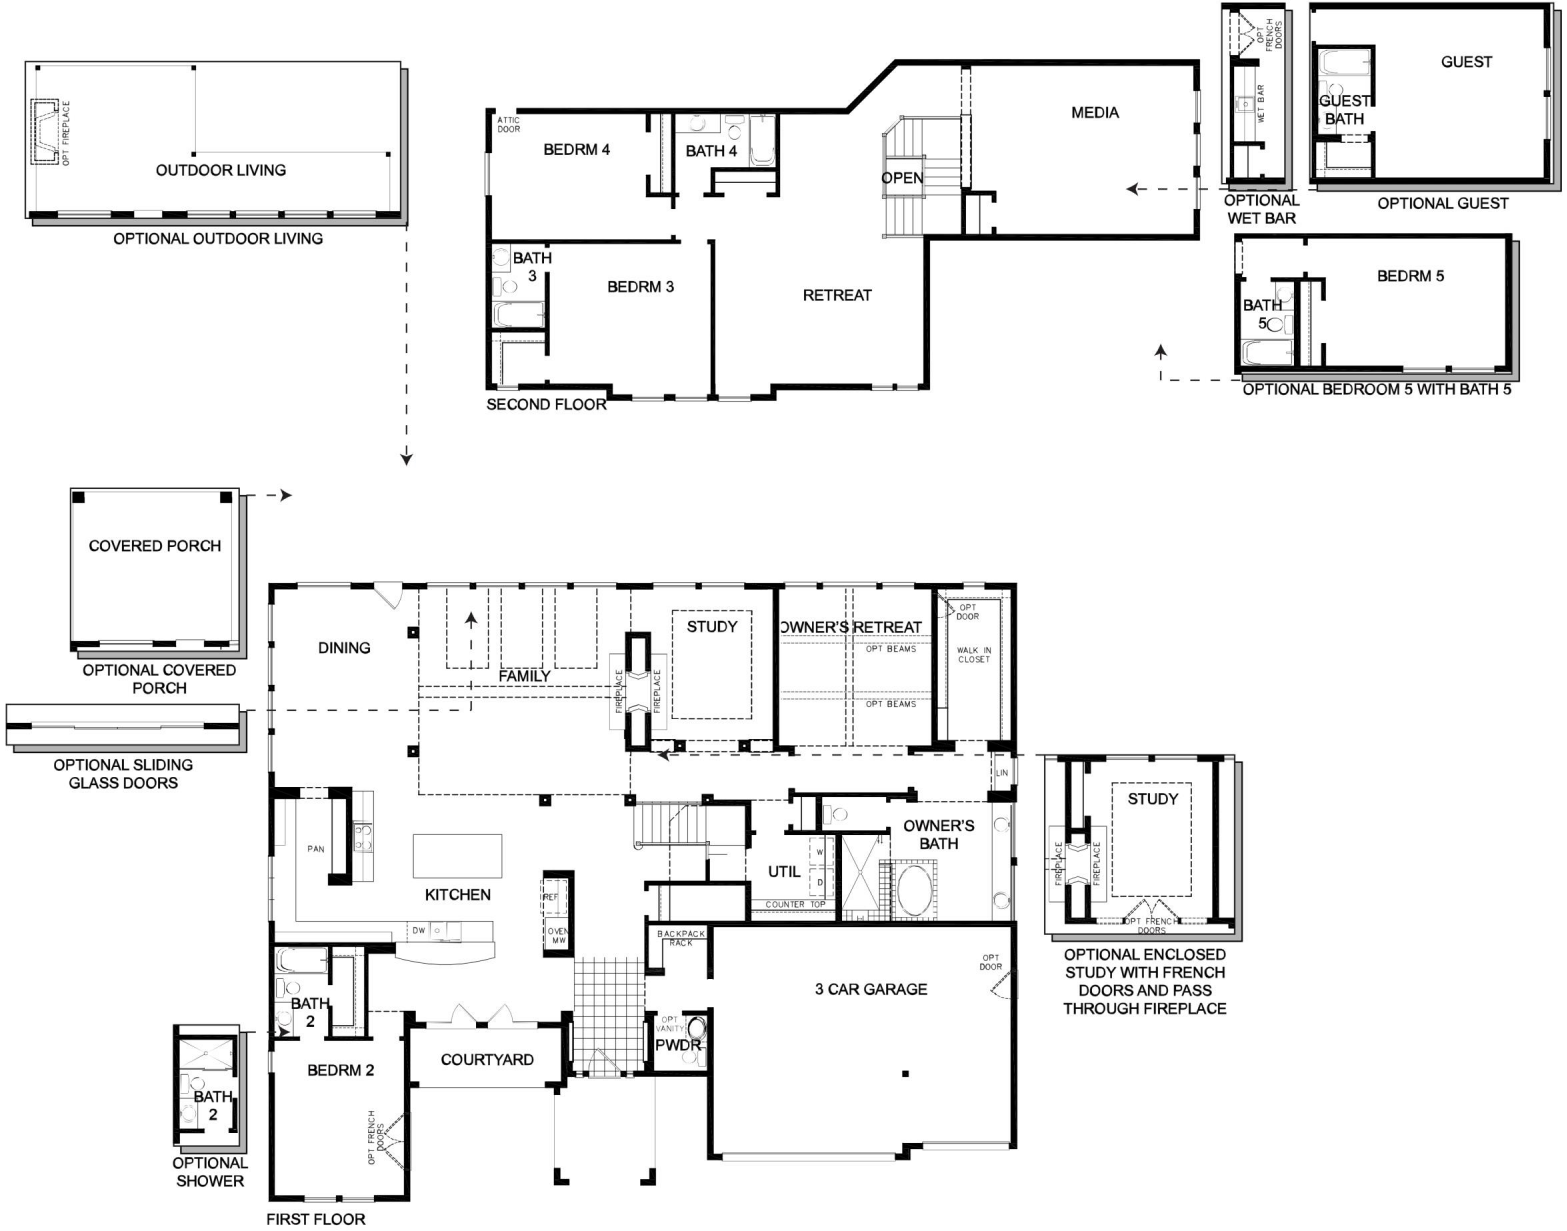 OPT FIREPLACE
OUTDOOR LIVING
OPTIONAL OUTDOOR LIVING
ATTIC
DOOR
BEDRM 4
BATH 4
OPEN
MEDIA
BATH
3
BEDRM 3
RETREAT
SECOND FLOOR
OPT
FRENCH
DOORS
WET BAR
OPTIONAL
WET BAR
GUEST
GUEST
BATH
OPTIONAL GUEST
BEDRM 5
BATH
5
OPTIONAL BEDROOM 5 WITH BATH 5
COVERED PORCH
OPTIONAL COVERED
PORCH
OPTIONAL SLIDING
GLASS DOORS
DINING
FAMILY
FIREPLACE
FIREPLACE
STUDY
OWNER'S RETREAT
OPT BEAMS
OPT BEAMS
OPT
DOOR
WALK IN
CLOSET
LIN
PAN
KITCHEN
DW
REF
OVEN
MW
UTIL
W
D
COUNTER TOP
OWNER'S
BATH
BACKPACK
RACK
OPT
DOOR
3 CAR GARAGE
OPT
VANITY
PWDR
BATH
2
BEDRM 2
OPT FRENCH
DOORS
COURTYARD
BATH
2
OPTIONAL
SHOWER
FIRST FLOOR
STUDY
FIREPLACE
FIREPLACE
OPT FRENCH
DOORS
OPTIONAL ENCLOSED
STUDY WITH FRENCH
DOORS AND PASS
THROUGH FIREPLACE